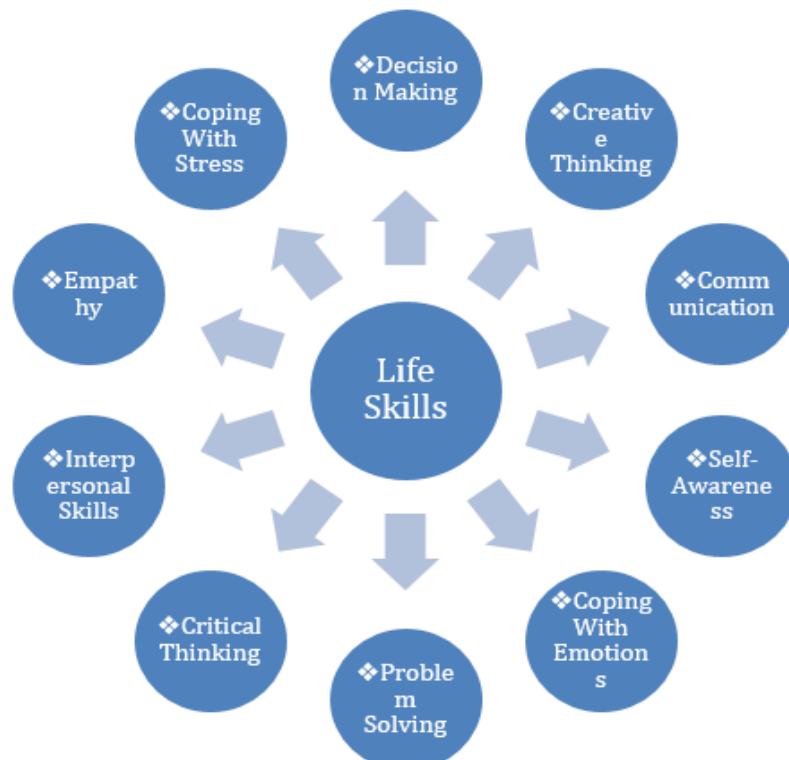 ❖Decisio
n Making
❖Creativ
e
Thinking
❖Comm
unication
❖Self-
Awarene
ss
❖Coping
With
Emotion
s
❖Proble
m
Solving
❖Critical
Thinking
❖Interp
ersonal
Skills
❖Empat
hy
❖Coping
With
Stress
Life
Skills